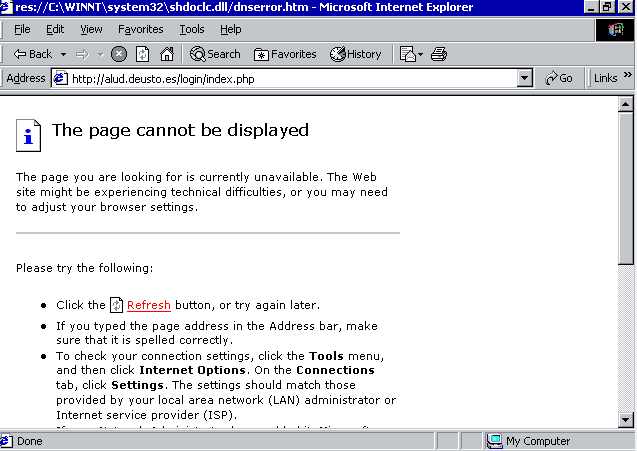 res://C:\WINNT\system32\shdoclc.dll/dnserror.htm - Microsoft Internet Explorer
File Edit View Favorites Tools Help
Back Search Favorites History
Address http://alud.deusto.es/login/index.php Go Links »
The page cannot be displayed
The page you are looking for is currently unavailable. The Web
site might be experiencing technical difficulties, or you may need
to adjust your browser settings.
Please try the following:
• Click the Refresh button, or try again later.
• If you typed the page address in the Address bar, make
sure that it is spelled correctly.
• To check your connection settings, click the Tools menu,
and then click Internet Options. On the Connections
tab, click Settings. The settings should match those
provided by your local area network (LAN) administrator or
Internet service provider (ISP).
Done My Computer